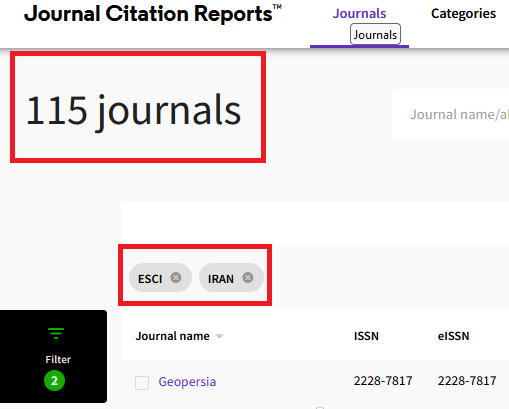 Journal Citation Reports™
Journals
Categories
Journals
115 journals
Journal name/
ESCI
IRAN
Filter
2
Journal name
ISSN
eISSN
Geopersia
2228-7817
2228-7817